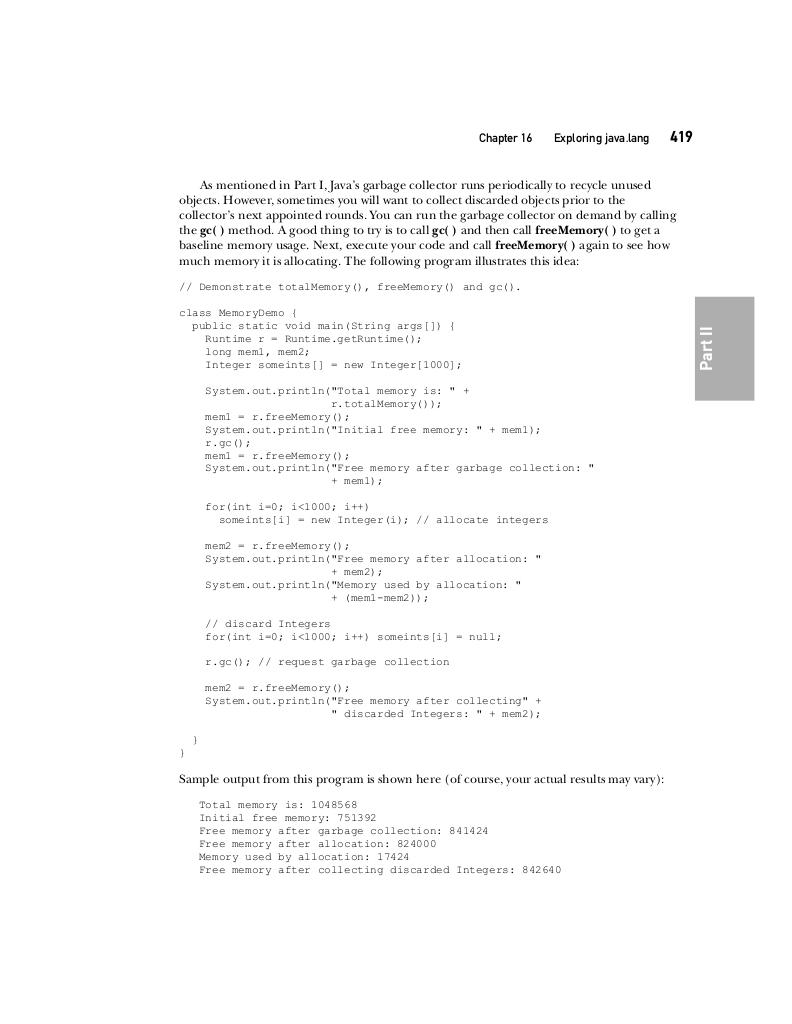 Chapter 16 Exploring java.lang 419
As mentioned in Part I, Java's garbage collector runs periodically to recycle unused
objects. However, sometimes you will want to collect discarded objects prior to the
collector's next appointed rounds. You can run the garbage collector on demand by calling
the gc( ) method. A good thing to try is to call gc( ) and then call freeMemory( ) to get a
baseline memory usage. Next, execute your code and call freeMemory( ) again to see how
much memory it is allocating. The following program illustrates this idea:
// Demonstrate totalMemory(), freeMemory() and gc().
class MemoryDemo {
  public static void main(String args[]) {
    Runtime r = Runtime.getRuntime();
    long mem1, mem2;
    Integer someints[] = new Integer[1000];
    System.out.println("Total memory is: " +
                       r.totalMemory());
    mem1 = r.freeMemory();
    System.out.println("Initial free memory: " + mem1);
    r.gc();
    mem1 = r.freeMemory();
    System.out.println("Free memory after garbage collection: "
                       + mem1);
    for(int i=0; i<1000; i++)
      someints[i] = new Integer(i); // allocate integers
    mem2 = r.freeMemory();
    System.out.println("Free memory after allocation: "
                       + mem2);
    System.out.println("Memory used by allocation: "
                       + (mem1-mem2));
    // discard Integers
    for(int i=0; i<1000; i++) someints[i] = null;
    r.gc(); // request garbage collection
    mem2 = r.freeMemory();
    System.out.println("Free memory after collecting" +
                       " discarded Integers: " + mem2);
  }
}
Sample output from this program is shown here (of course, your actual results may vary):
Total memory is: 1048568
Initial free memory: 751392
Free memory after garbage collection: 841424
Free memory after allocation: 824000
Memory used by allocation: 17424
Free memory after collecting discarded Integers: 842640
Part II